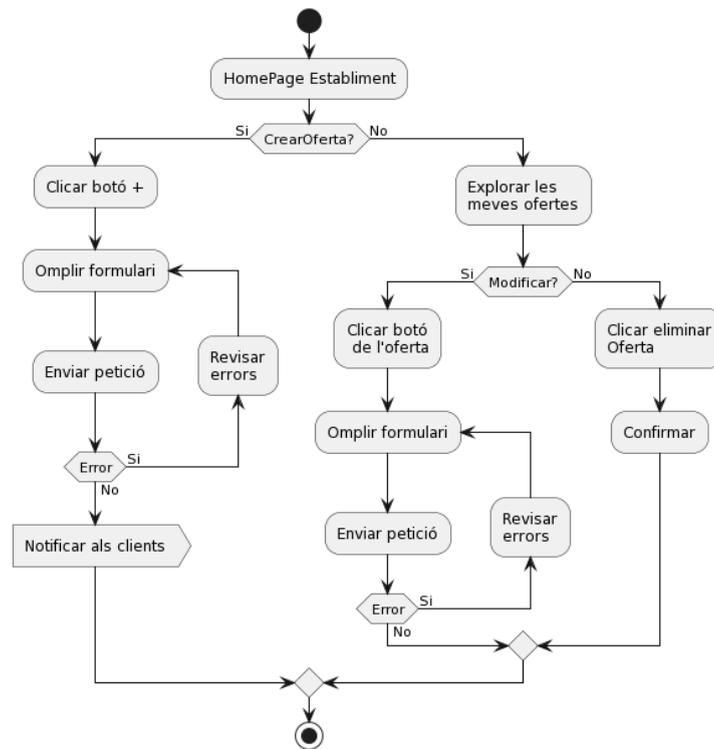 HomePage Establiment
CrearOferta?
Si
No
Clicar botó +
Omplir formulari
Enviar petició
Revisar
errors
Error
Si
No
Notificar als clients
Explorar les
meves ofertes
Modificar?
Si
No
Clicar botó
de l'oferta
Omplir formulari
Enviar petició
Revisar
errors
Error
Si
No
Clicar eliminar
Oferta
Confirmar